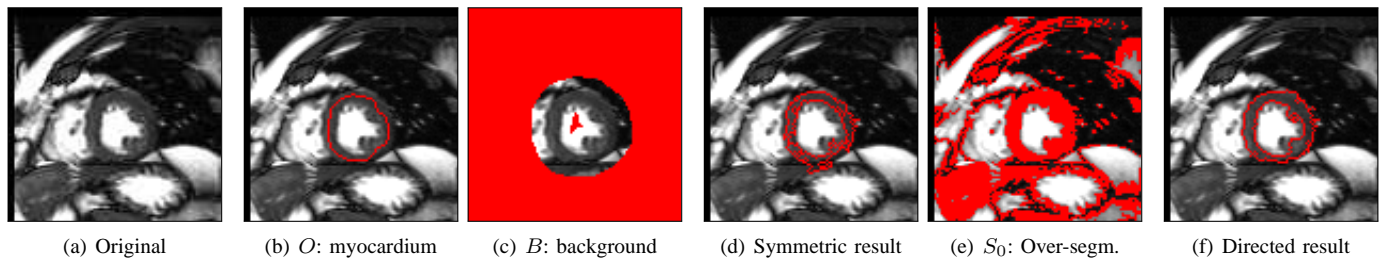 (a) Original
(b) O: myocardium
(c) B: background
(d) Symmetric result
(e) S₀: Over-segm.
(f) Directed result